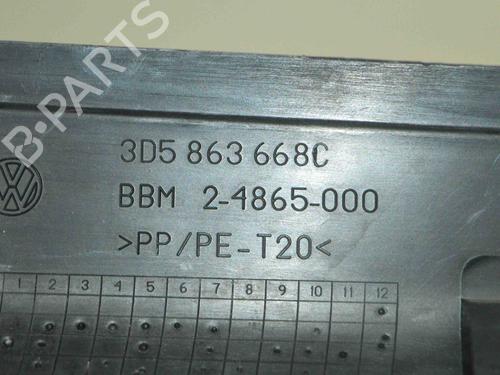 B-PARTS
3D5 863 668C
BBM 2-4865-000
>PP/PE-T20<
1 2 3 4 5 6 7 8 9 10 11 12